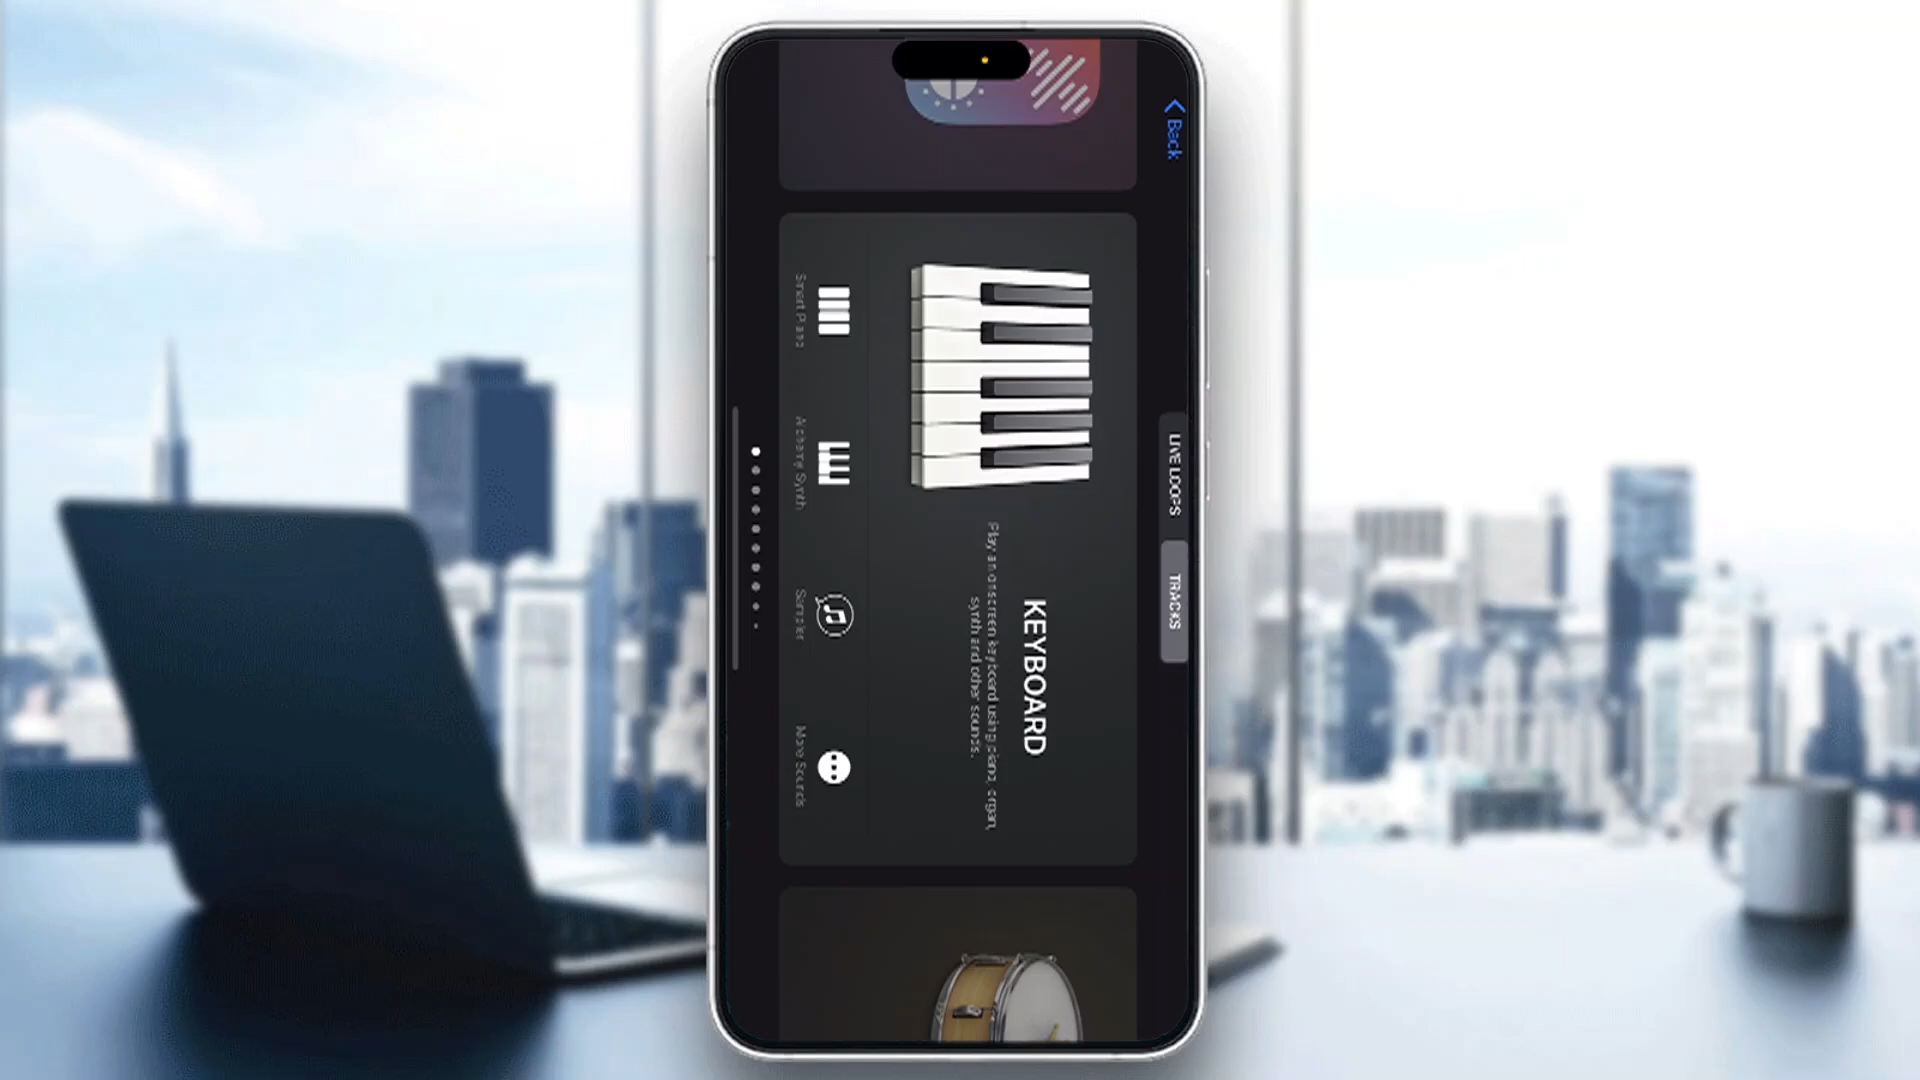 Back
LIVE LOOPS
TRACKS
KEYBOARD
Play an onscreen keyboard using piano, organ,
synth and other sounds.
Smart Piano
Alchemy Synth
Sampler
More Sounds